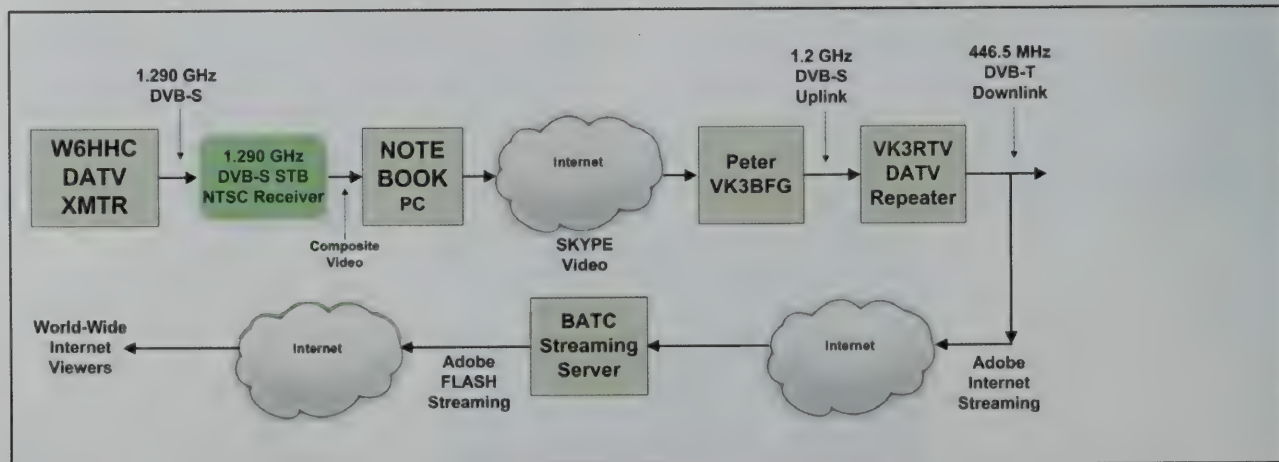 1.290 GHz
DVB-S
1.2 GHz
DVB-S
Uplink
446.5 MHz
DVB-T
Downlink
W6HHC
DATV
XMTR
1.290 GHz
DVB-S STB
NTSC Receiver
NOTE
BOOK
PC
Internet
Peter
VK3BFG
VK3RTV
DATV
Repeater
Composite
Video
SKYPE
Video
World-Wide
Internet
Viewers
Internet
Adobe
FLASH
Streaming
BATC
Streaming
Server
Internet
Adobe
Internet
Streaming